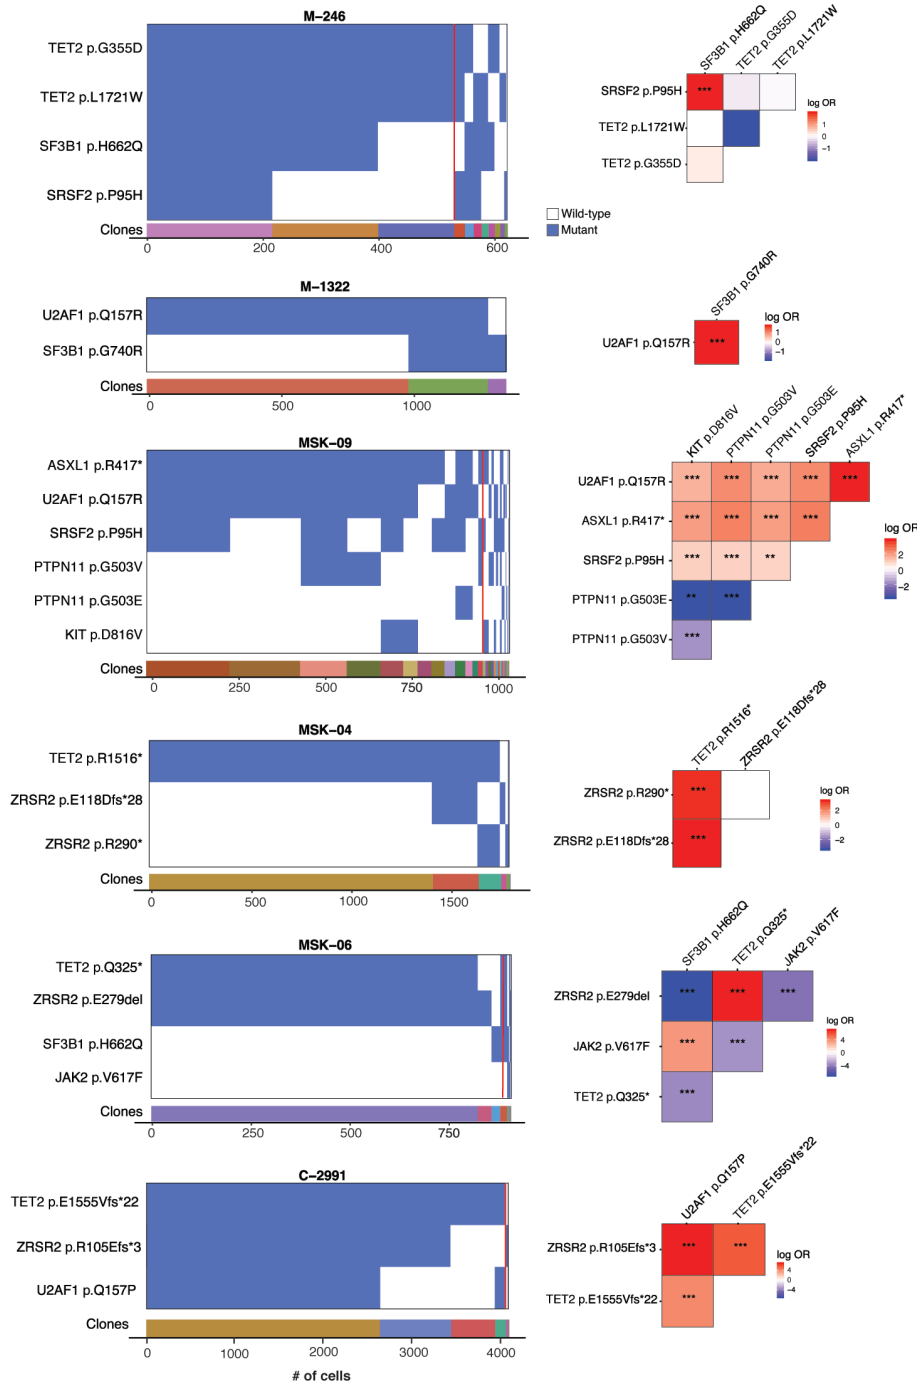 M-246
TET2 p.G355D
TET2 p.L1721W
SF3B1 p.H662Q
SRSF2 p.P95H
Clones
0 200 400 600
SF3B1 p.H662Q
TET2 p.G355D
TET2 p.L1721W
SRSF2 p.P95H
***
TET2 p.L1721W
TET2 p.G355D
log OR
1
0
-1
Wild-type
Mutant
M-1322
U2AF1 p.Q157R
SF3B1 p.G740R
Clones
0 500 1000
SF3B1 p.G740R
U2AF1 p.Q157R
***
log OR
1
0
-1
MSK-09
ASXL1 p.R417*
U2AF1 p.Q157R
SRSF2 p.P95H
PTPN11 p.G503V
PTPN11 p.G503E
KIT p.D816V
Clones
0 250 500 750 1000
KIT p.D816V
PTPN11 p.G503V
PTPN11 p.G503E
SRSF2 p.P95H
ASXL1 p.R417*
U2AF1 p.Q157R
*** *** *** *** ***
ASXL1 p.R417*
*** *** *** ***
SRSF2 p.P95H
*** *** **
PTPN11 p.G503E
** ***
PTPN11 p.G503V
***
log OR
2
0
-2
MSK-04
TET2 p.R1516*
ZRSR2 p.E118Dfs*28
ZRSR2 p.R290*
Clones
0 500 1000 1500
TET2 p.R1516*
ZRSR2 p.E118Dfs*28
ZRSR2 p.R290*
***
ZRSR2 p.E118Dfs*28
***
log OR
2
0
-2
MSK-06
TET2 p.Q325*
ZRSR2 p.E279del
SF3B1 p.H662Q
JAK2 p.V617F
Clones
0 250 500 750
SF3B1 p.H662Q
TET2 p.Q325*
JAK2 p.V617F
ZRSR2 p.E279del
*** *** ***
JAK2 p.V617F
*** ***
TET2 p.Q325*
***
log OR
4
0
-4
C-2991
TET2 p.E1555Vfs*22
ZRSR2 p.R105Efs*3
U2AF1 p.Q157P
Clones
0 1000 2000 3000 4000
# of cells
U2AF1 p.Q157P
TET2 p.E1555Vfs*22
ZRSR2 p.R105Efs*3
*** ***
TET2 p.E1555Vfs*22
***
log OR
4
0
-4